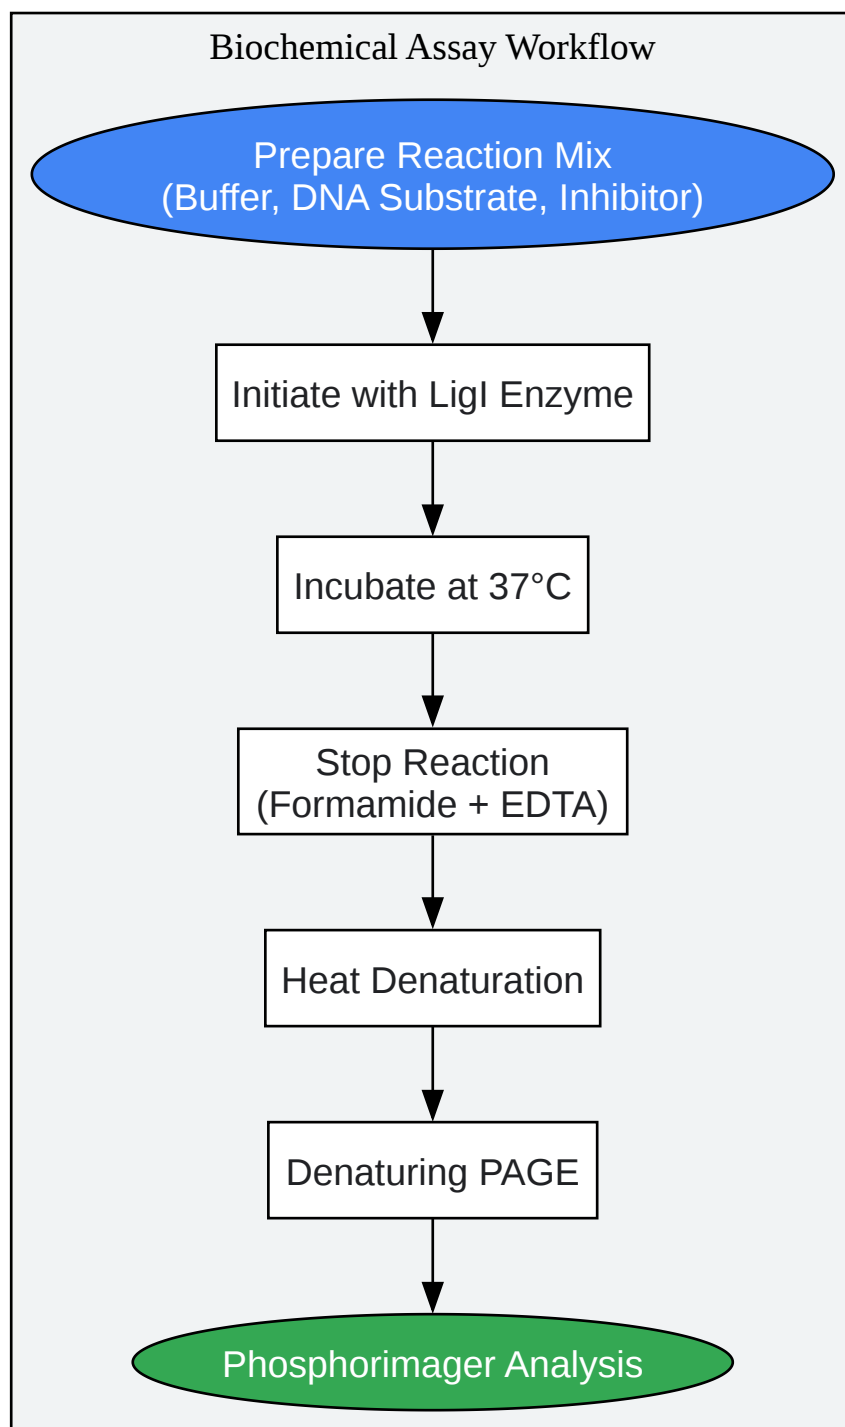 Biochemical Assay Workflow
Prepare Reaction Mix
(Buffer, DNA Substrate, Inhibitor)
Initiate with LigI Enzyme
Incubate at 37°C
Stop Reaction
(Formamide + EDTA)
Heat Denaturation
Denaturing PAGE
Phosphorimager Analysis